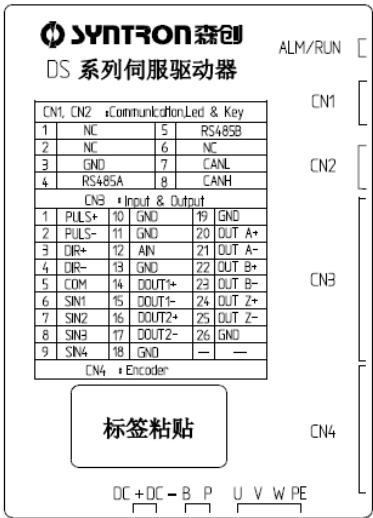 SYNTRON森创
DS 系列伺服驱动器
ALM/RUN
CN1
CN2
CN3
CN4
CN1, CN2 :Communication,Led & Key
1 NC 5 RS485B
2 NC 6 NC
3 GND 7 CANL
4 RS485A 8 CANH
CN3 :Input & Output
1 PULS+ 10 GND 19 GND
2 PULS- 11 GND 20 OUT A+
3 DIR+ 12 AIN 21 OUT A-
4 DIR- 13 GND 22 OUT B+
5 COM 14 DOUT1+ 23 OUT B-
6 SIN1 15 DOUT1- 24 OUT Z+
7 SIN2 16 DOUT2+ 25 OUT Z-
8 SIN3 17 DOUT2- 26 GND
9 SIN4 18 GND — —
CN4 :Encoder
标签粘贴
DC + DC - B P U V W PE